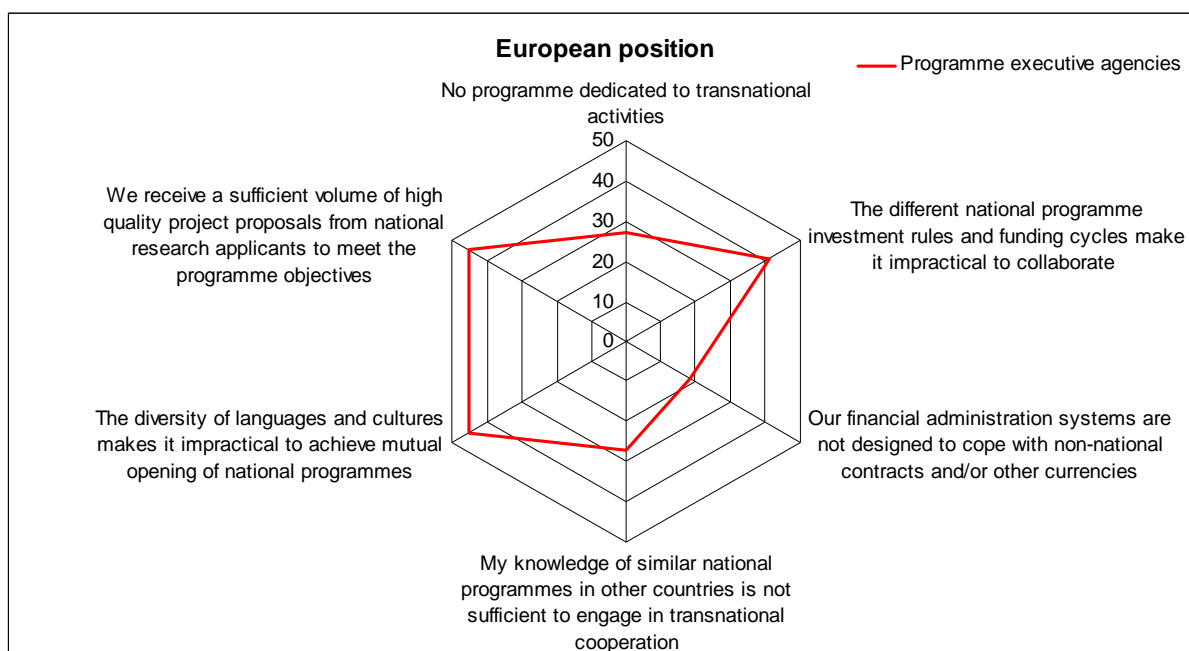 European position
Programme executive agencies
No programme dedicated to transnational
activities
50
40
30
20
10
0
The different national programme
investment rules and funding cycles make
it impractical to collaborate
Our financial administration systems are
not designed to cope with non-national
contracts and/or other currencies
My knowledge of similar national
programmes in other countries is not
sufficient to engage in transnational
cooperation
The diversity of languages and cultures
makes it impractical to achieve mutual
opening of national programmes
We receive a sufficient volume of high
quality project proposals from national
research applicants to meet the
programme objectives